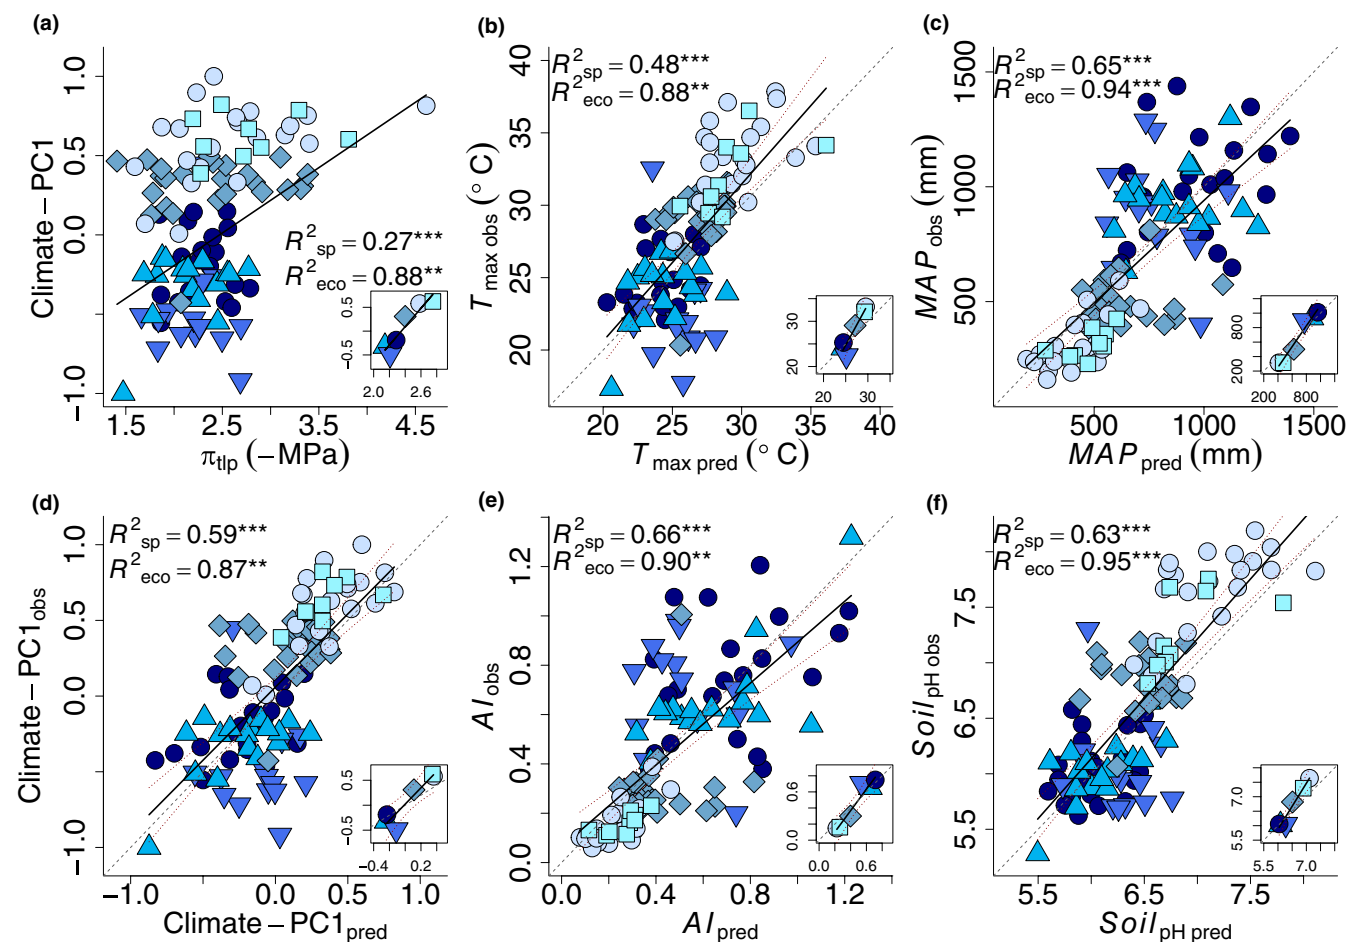 (a)
R²sp = 0.27***
R²eco = 0.88**
Climate – PC1
1.0
0.5
0.0
−1.0
0.5
−0.5
2.2 2.6
1.5 2.5 3.5 4.5
πtlp (−MPa)
(b)
R²sp = 0.48***
R²eco = 0.88**
Tmax obs (°C)
40
35
30
25
20
30
20
20 30
20 25 30 35 40
Tmax pred (°C)
(c)
R²sp = 0.65***
R²eco = 0.94***
MAPobs (mm)
1500
1000
500
800
200
200 800
500 1000 1500
MAPpred (mm)
(d)
R²sp = 0.59***
R²eco = 0.87**
Climate – PC1obs
1.0
0.5
0.0
−1.0
0.5
−0.5
−0.4 0.2
−1.0 0.0 0.5 1.0
Climate – PC1pred
(e)
R²sp = 0.66***
R²eco = 0.90**
AIobs
1.2
0.8
0.4
0.0
0.6
0.0
0.0 0.6
0.0 0.4 0.8 1.2
AIpred
(f)
R²sp = 0.63***
R²eco = 0.95***
SoilpH obs
7.5
6.5
5.5
7.0
5.5
5.5 7.0
5.5 6.5 7.5
SoilpH pred